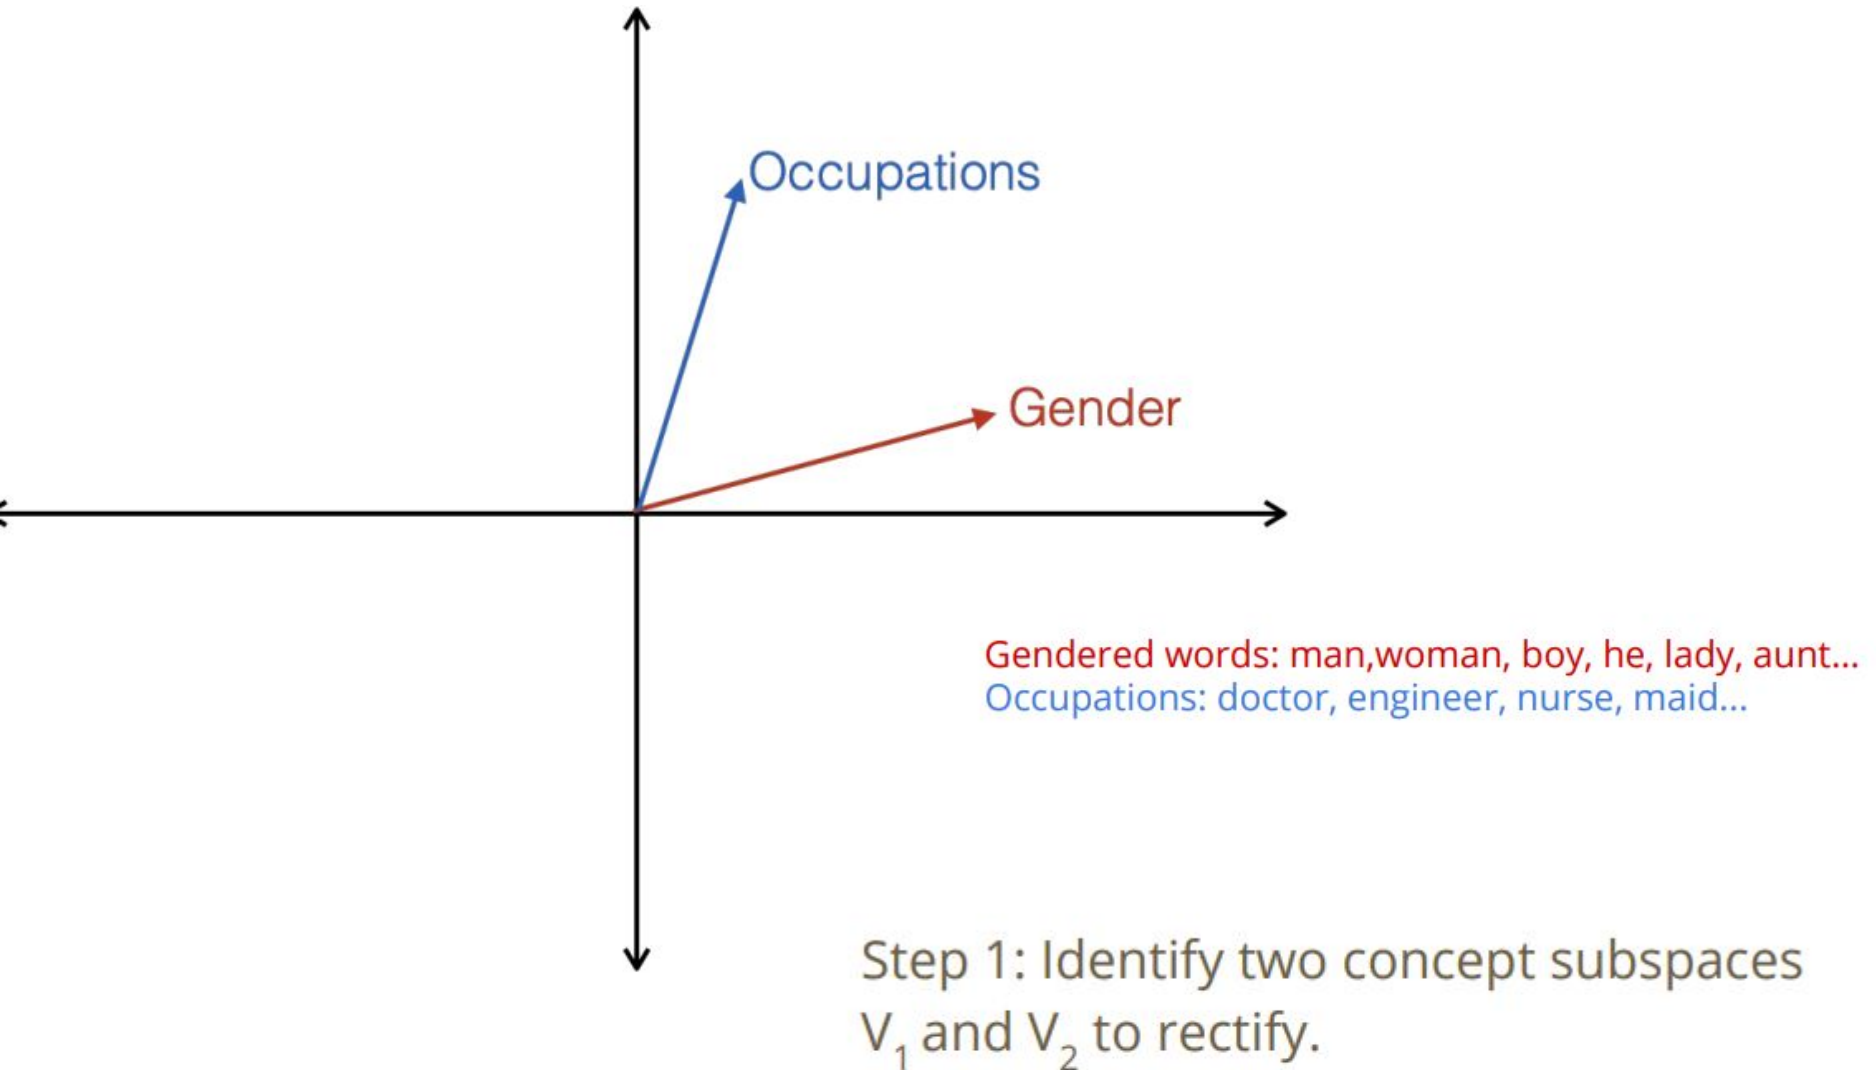 Occupations
Gender
Gendered words: man,woman, boy, he, lady, aunt...
Occupations: doctor, engineer, nurse, maid...
Step 1: Identify two concept subspaces
V₁ and V₂ to rectify.